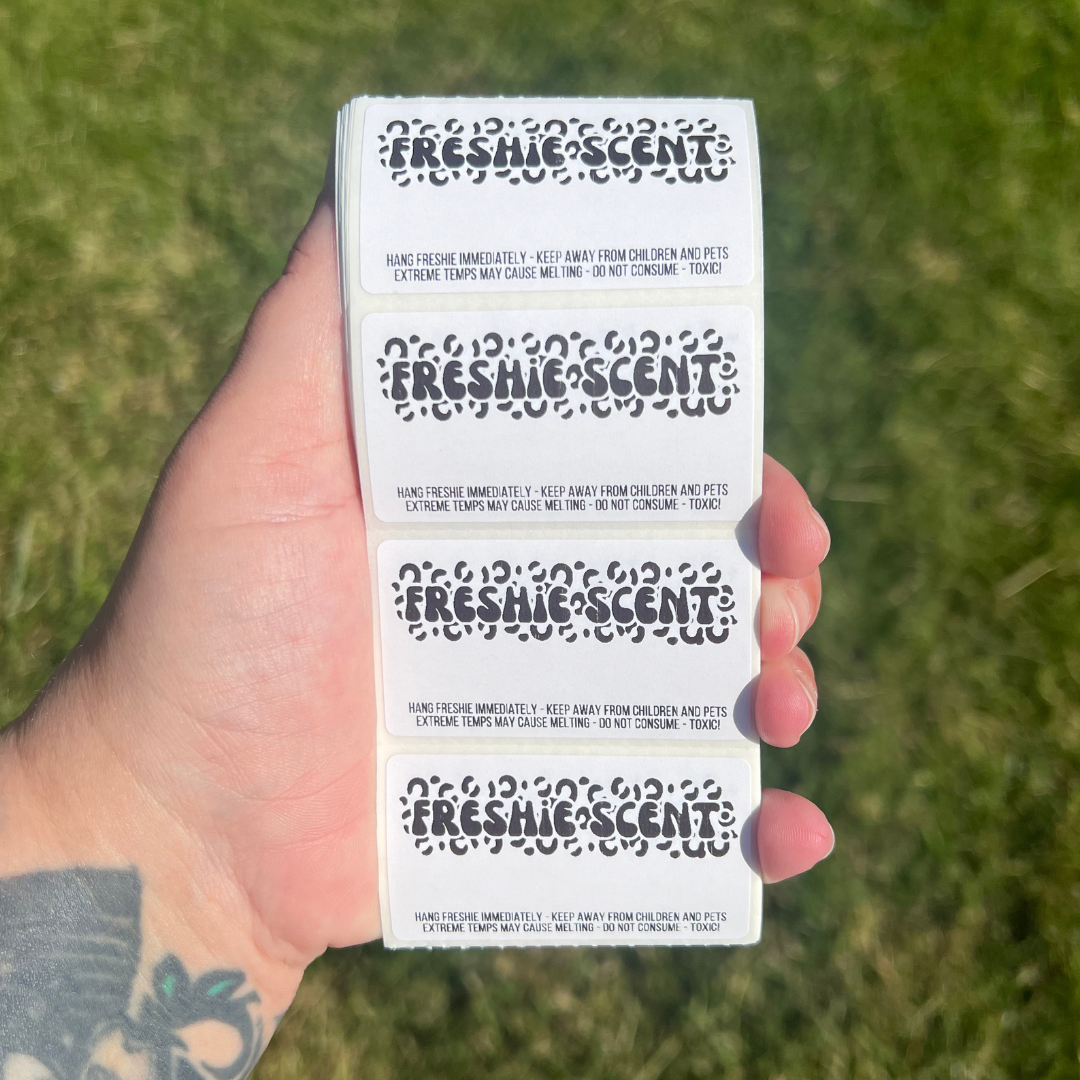 FRESHiE SCENT
HANG FRESHIE IMMEDIATELY - KEEP AWAY FROM CHILDREN AND PETS
EXTREME TEMPS MAY CAUSE MELTING - DO NOT CONSUME - TOXIC!
FRESHiE SCENT
HANG FRESHIE IMMEDIATELY - KEEP AWAY FROM CHILDREN AND PETS
EXTREME TEMPS MAY CAUSE MELTING - DO NOT CONSUME - TOXIC!
FRESHiE SCENT
HANG FRESHIE IMMEDIATELY - KEEP AWAY FROM CHILDREN AND PETS
EXTREME TEMPS MAY CAUSE MELTING - DO NOT CONSUME - TOXIC!
FRESHiE SCENT
HANG FRESHIE IMMEDIATELY - KEEP AWAY FROM CHILDREN AND PETS
EXTREME TEMPS MAY CAUSE MELTING - DO NOT CONSUME - TOXIC!